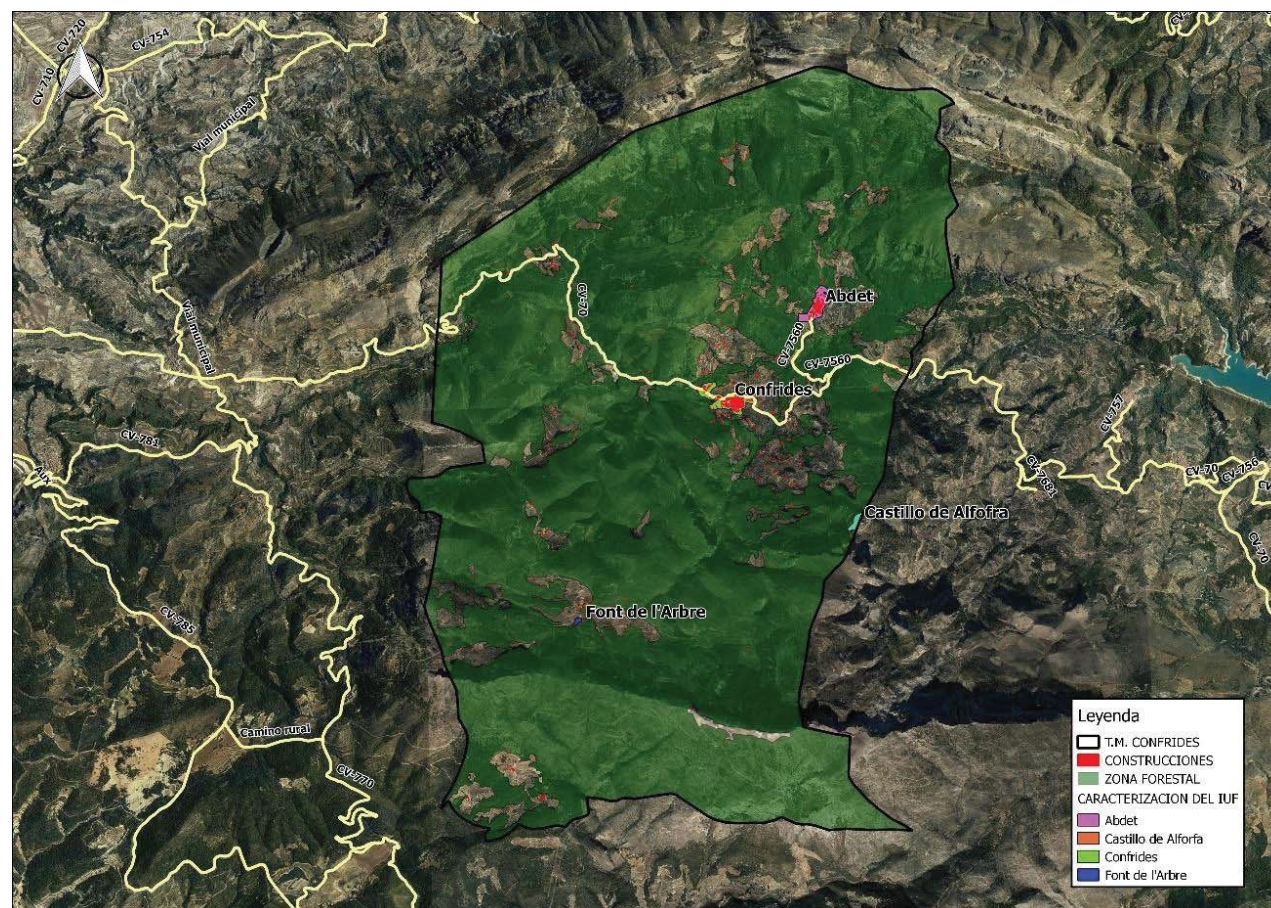 CV-720
CV-754
CV-710
Vial municipal
Vial municipal
CV-70
Abdet
CV-7560
CV-7560
Confrides
CV-757
CV-781
Aux
CV-70
CV-756
CV-7681
Castillo de Alfofra
CV-70
Font de l'Arbre
CV-785
Camino rural
CV-770
Leyenda
T.M. CONFRIDES
CONSTRUCCIONES
ZONA FORESTAL
CARACTERIZACION DEL IUF
Abdet
Castillo de Alforfa
Confrides
Font de l'Arbre